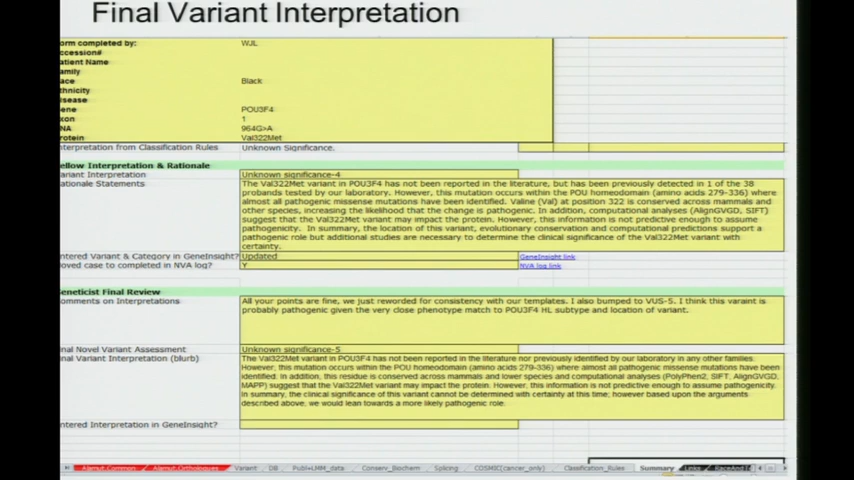 Final Variant Interpretation
orm completed by: WJL
ccession#
atient Name
amily
ace Black
thnicity
isease
ene POU3F4
xon 1
NA 964G>A
rotein Val322Met
nterpretation from Classification Rules Unknown Significance.
ellow Interpretation & Rationale
ariant Interpretation Unknown significance-4
ationale Statements The Val322Met variant in POU3F4 has not been reported in the literature, but has been previously detected in 1 of the 38
probands tested by our laboratory. However, this mutation occurs within the POU homeodomain (amino acids 279-336) where
almost all pathogenic missense mutations have been identified. Valine (Val) at position 322 is conserved across mammals and
other species, increasing the likelihood that the change is pathogenic. In addition, computational analyses (AlignGVGD, SIFT)
suggest that the Val322Met variant may impact the protein. However, this information is not predictive enough to assume
pathogenicity. In summary, the location of this variant, evolutionary conservation and computational predictions support a
pathogenic role but additional studies are necessary to determine the clinical significance of the Val322Met variant with
certainty.
ntered Variant & Category in GeneInsight? Updated GeneInsight link
oved case to completed in NVA log? Y NVA log link
eneticist Final Review
omments on Interpretations All your points are fine, we just reworded for consistency with our templates. I also bumped to VUS-5. I think this varaint is
probably pathogenic given the very close phenotype match to POU3F4 HL subtype and location of variant.
nal Novel Variant Assessment Unknown significance-5
nal Variant Interpretation (blurb) The Val322Met variant in POU3F4 has not been reported in the literature nor previously identified by our laboratory in any other families.
However, this mutation occurs within the POU homeodomain (amino acids 279-336) where almost all pathogenic missense mutations have been
identified. In addition, this residue is conserved across mammals and lower species and computational analyses (PolyPhen2, SIFT, AlignGVGD,
MAPP) suggest that the Val322Met variant may impact the protein. However, this information is not predictive enough to assume pathogenicity.
In summary, the clinical significance of this variant cannot be determined with certainty at this time; however based upon the arguments
described above, we would lean towards a more likely pathogenic role.
ntered Interpretation in GeneInsight?
Alamut.Common Alamut.Orthologues Variant DB Publ+LMM_data Conserv_Biochem Splicing COSMIC(cancer_only) Classification_Rules Summary Links